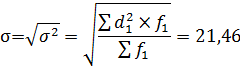 σ=√σ² = √(∑ d₁² × f₁ / ∑ f₁) = 21,46